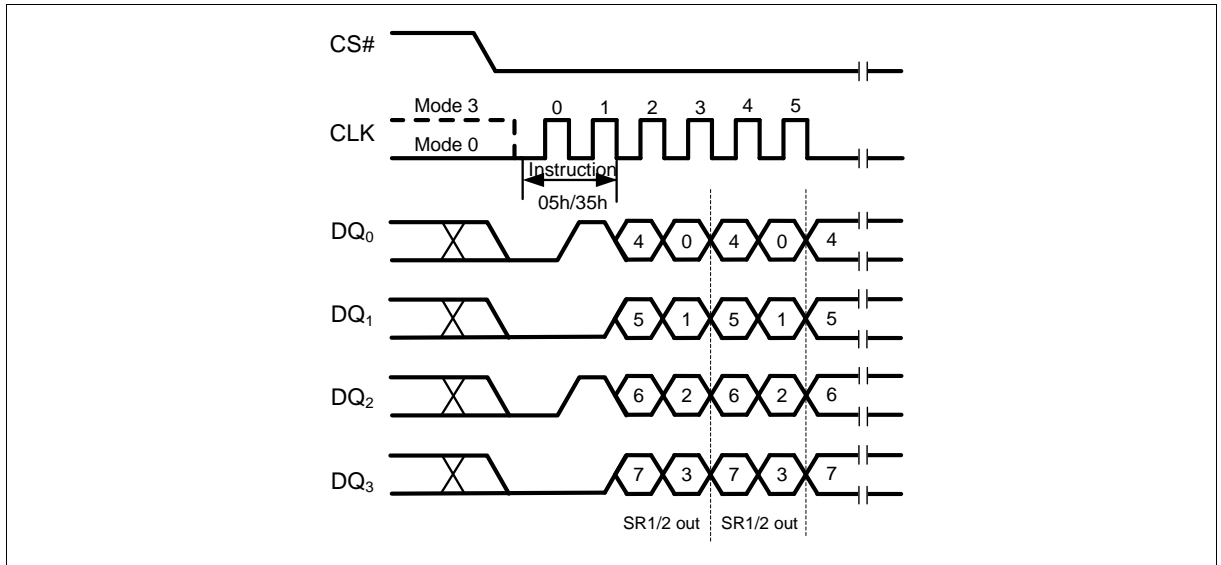 CS#
Mode 3
0 1 2 3 4 5
CLK
Mode 0
Instruction
05h/35h
DQ0 4 0 4 0 4
DQ1 5 1 5 1 5
DQ2 6 2 6 2 6
DQ3 7 3 7 3 7
SR1/2 out SR1/2 out